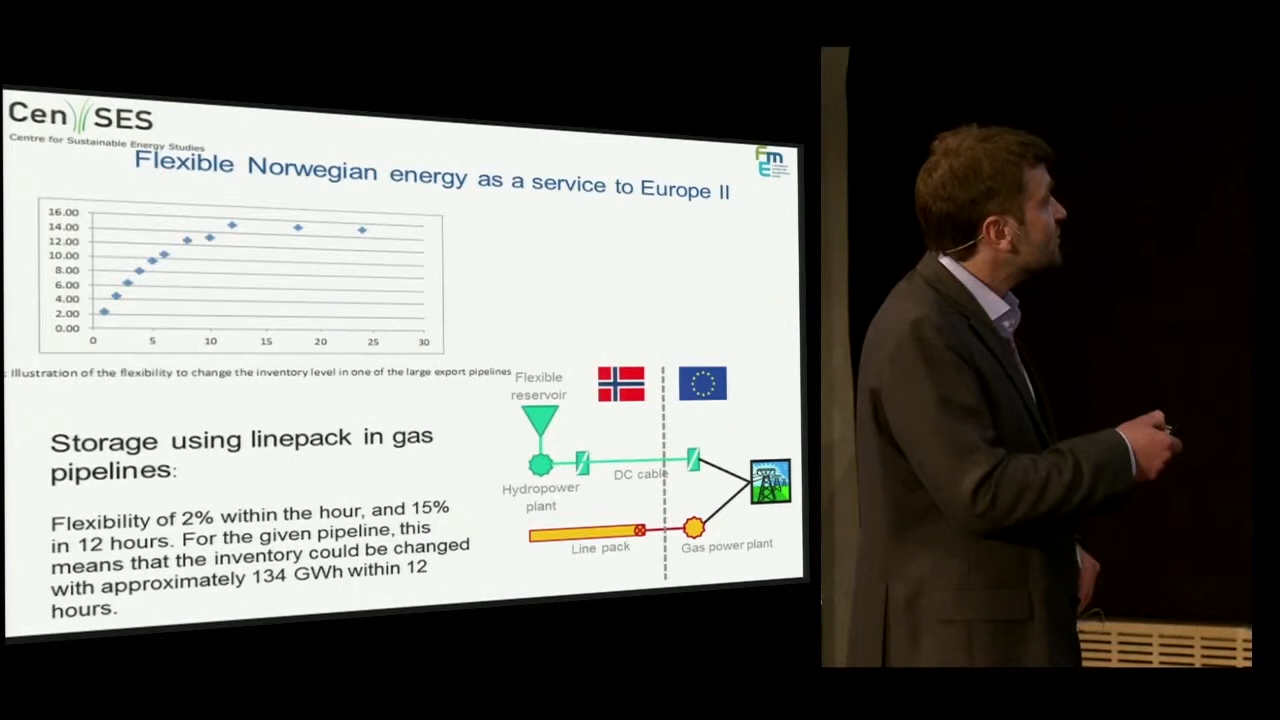 Cen SES
Centre for Sustainable Energy Studies
FmE
Flexible Norwegian energy as a service to Europe II
16.00
14.00
12.00
10.00
8.00
6.00
4.00
2.00
0.00
0 5 10 15 20 25 30
: Illustration of the flexibility to change the inventory level in one of the large export pipelines
Flexible
reservoir
Storage using linepack in gas
pipelines:
DC cable
Hydropower
plant
Flexibility of 2% within the hour, and 15%
in 12 hours. For the given pipeline, this
means that the inventory could be changed
with approximately 134 GWh within 12
hours.
Line pack
Gas power plant